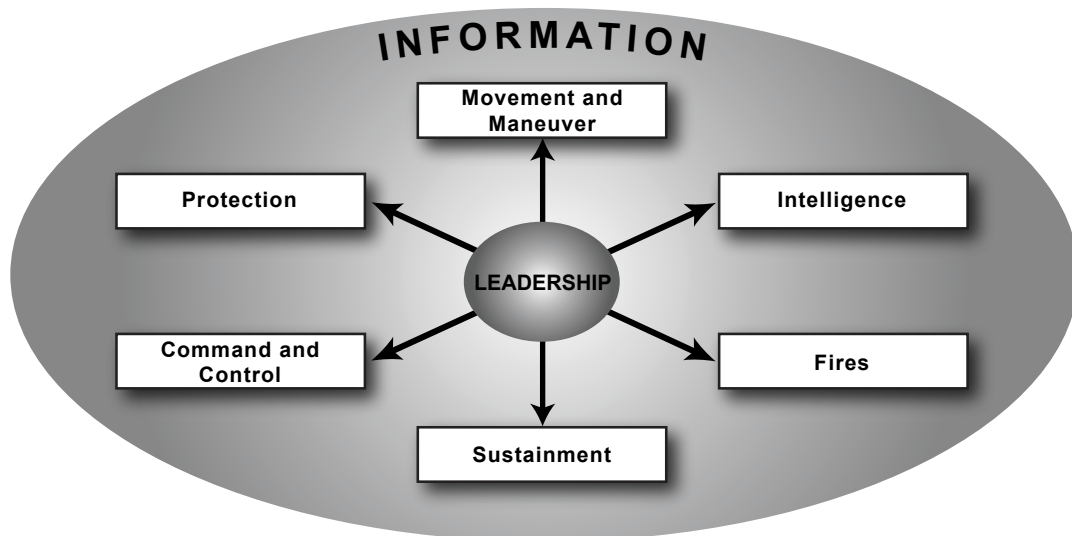 INFORMATION
Movement and
Maneuver
Protection
Intelligence
LEADERSHIP
Command and
Control
Fires
Sustainment